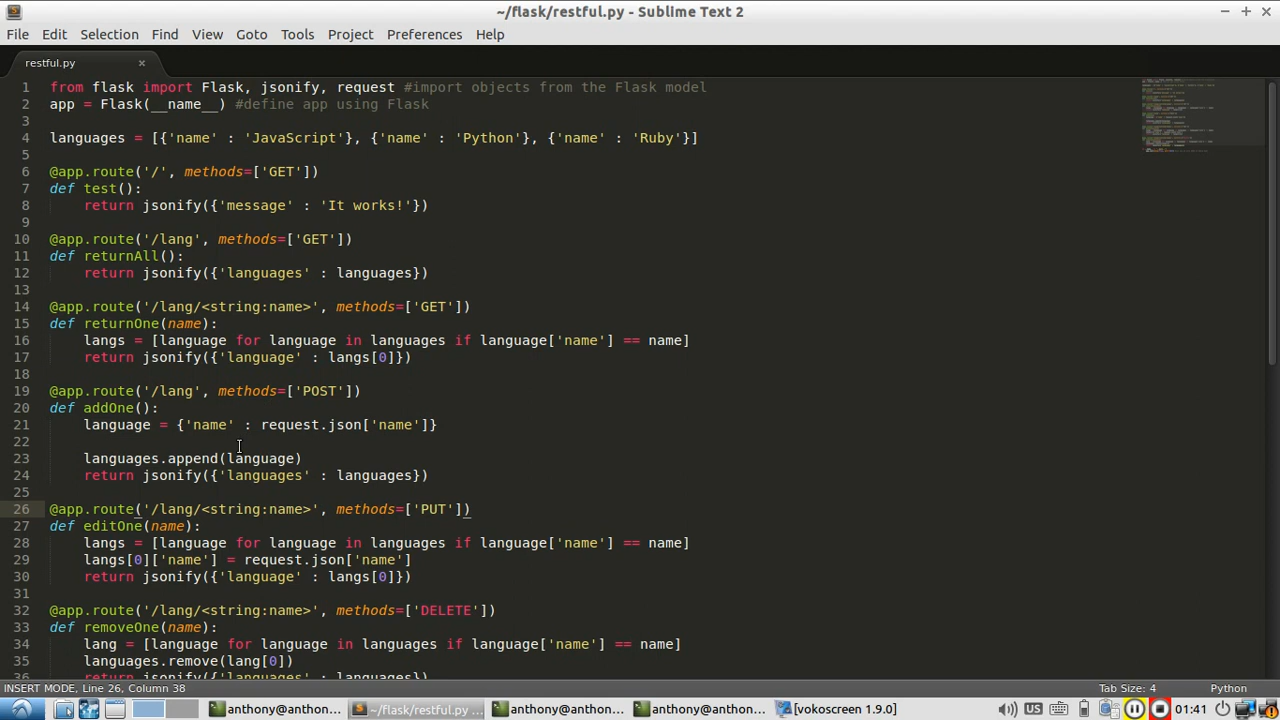 ~/flask/restful.py - Sublime Text 2
File Edit Selection Find View Goto Tools Project Preferences Help
restful.py
1 from flask import Flask, jsonify, request #import objects from the Flask model
2 app = Flask(__name__) #define app using Flask
3
4 languages = [{'name' : 'JavaScript'}, {'name' : 'Python'}, {'name' : 'Ruby'}]
5
6 @app.route('/', methods=['GET'])
7 def test():
8     return jsonify({'message' : 'It works!'})
9
10 @app.route('/lang', methods=['GET'])
11 def returnAll():
12     return jsonify({'languages' : languages})
13
14 @app.route('/lang/<string:name>', methods=['GET'])
15 def returnOne(name):
16     langs = [language for language in languages if language['name'] == name]
17     return jsonify({'language' : langs[0]})
18
19 @app.route('/lang', methods=['POST'])
20 def addOne():
21     language = {'name' : request.json['name']}
22
23     languages.append(language)
24     return jsonify({'languages' : languages})
25
26 @app.route('/lang/<string:name>', methods=['PUT'])
27 def editOne(name):
28     langs = [language for language in languages if language['name'] == name]
29     langs[0]['name'] = request.json['name']
30     return jsonify({'language' : langs[0]})
31
32 @app.route('/lang/<string:name>', methods=['DELETE'])
33 def removeOne(name):
34     lang = [language for language in languages if language['name'] == name]
35     languages.remove(lang[0])
36     return jsonify({'languages' : languages})
INSERT MODE, Line 26, Column 38 Tab Size: 4 Python
anthony@anthon... ~/flask/restful.py ... anthony@anthon... anthony@anthon... [vokoscreen 1.9.0] US 01:41